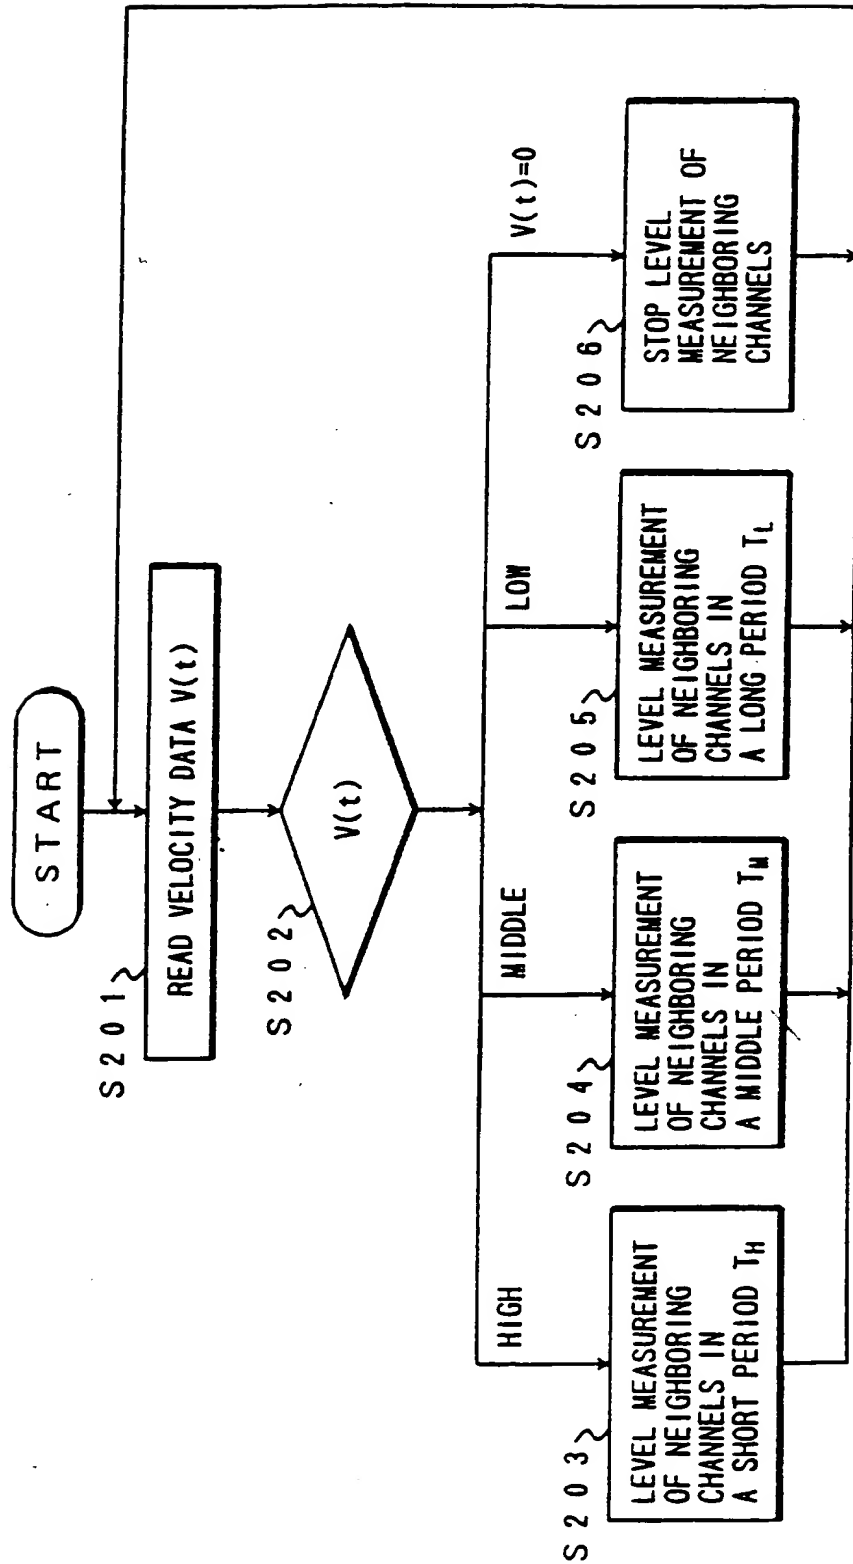 START
S201
READ VELOCITY DATA V(t)
S202
V(t)
HIGH
MIDDLE
LOW
V(t)=0
S203
LEVEL MEASUREMENT
OF NEIGHBORING
CHANNELS IN
A SHORT PERIOD TH
S204
LEVEL MEASUREMENT
OF NEIGHBORING
CHANNELS IN
A MIDDLE PERIOD TM
S205
LEVEL MEASUREMENT
OF NEIGHBORING
CHANNELS IN
A LONG PERIOD TL
S206
STOP LEVEL
MEASUREMENT OF
NEIGHBORING
CHANNELS